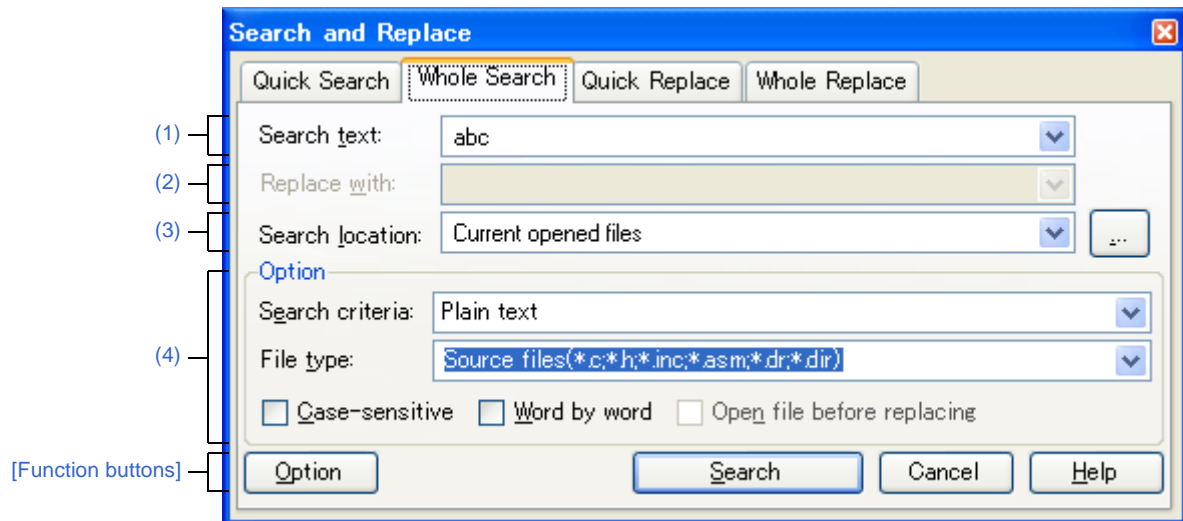 Search and Replace
Quick Search Whole Search Quick Replace Whole Replace
(1) Search text: abc
(2) Replace with:
(3) Search location: Current opened files ...
Option
Search criteria: Plain text
(4) File type: Source files(*.c;*.h;*.inc;*.asm;*.dr;*.dir)
Case-sensitive Word by word Open file before replacing
[Function buttons] Option Search Cancel Help